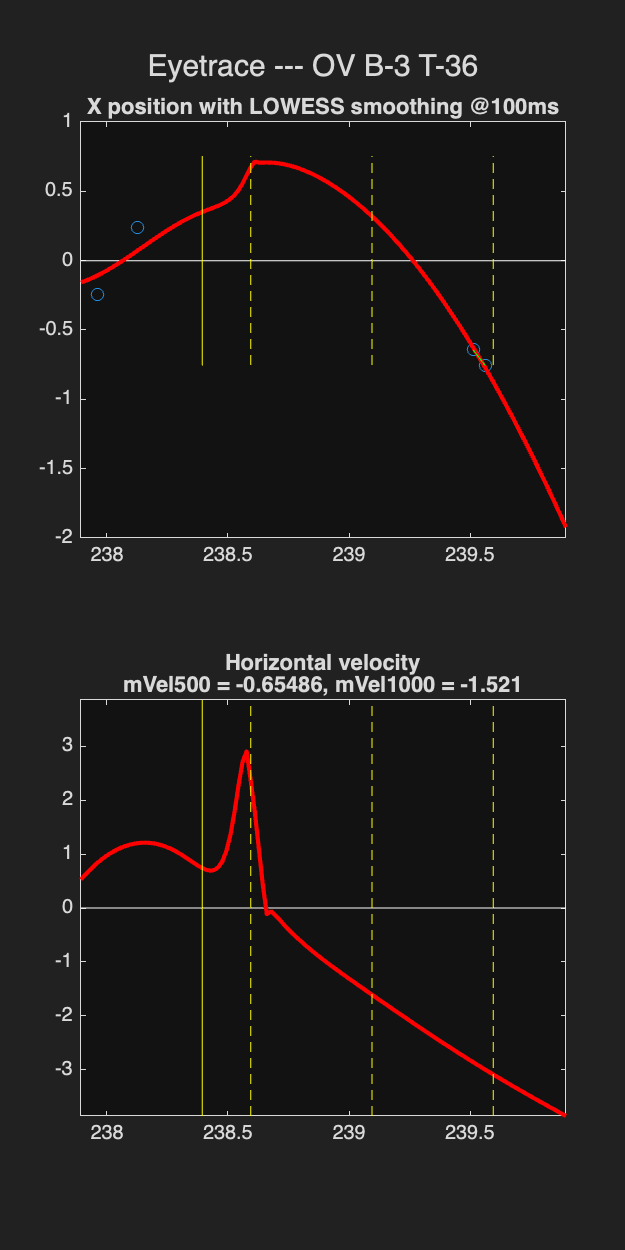 Eyetrace --- OV B-3 T-36
X position with LOWESS smoothing @100ms
1
0.5
0
-0.5
-1
-1.5
-2
238 238.5 239 239.5
Horizontal velocity
mVel500 = -0.65486, mVel1000 = -1.521
3
2
1
0
-1
-2
-3
238 238.5 239 239.5